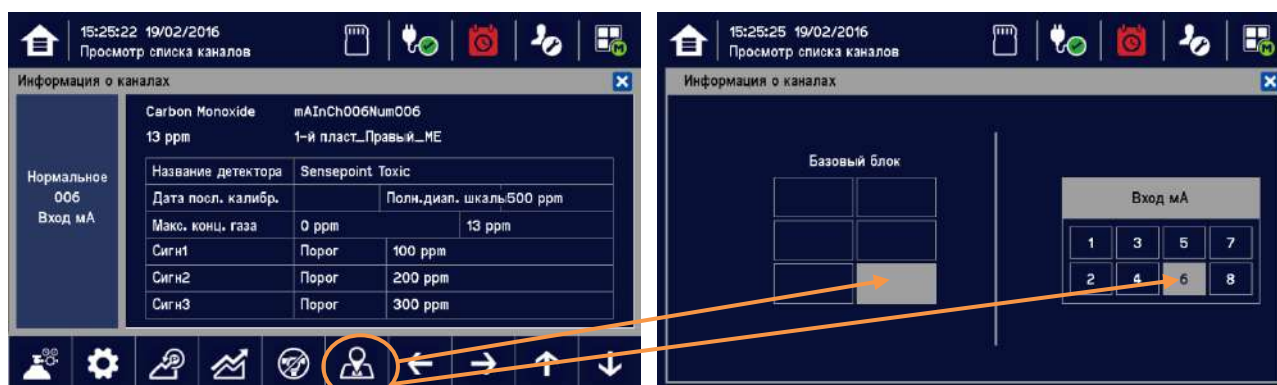 15:25:22 19/02/2016
Просмотр списка каналов
M
Информация о каналах
Нормальное
006
Вход мА
Carbon Monoxide mAInCh006Num006
13 ppm 1-й пласт_Правый_МЕ
Название детектора Sensepoint Toxic
Дата посл. калибр. Полн.диап. шкалы 500 ppm
Макс. конц. газа 0 ppm 13 ppm
Сигн1 Порог 100 ppm
Сигн2 Порог 200 ppm
Сигн3 Порог 300 ppm
15:25:25 19/02/2016
Просмотр списка каналов
M
Информация о каналах
Базовый блок
Вход мА
1 3 5 7
2 4 6 8